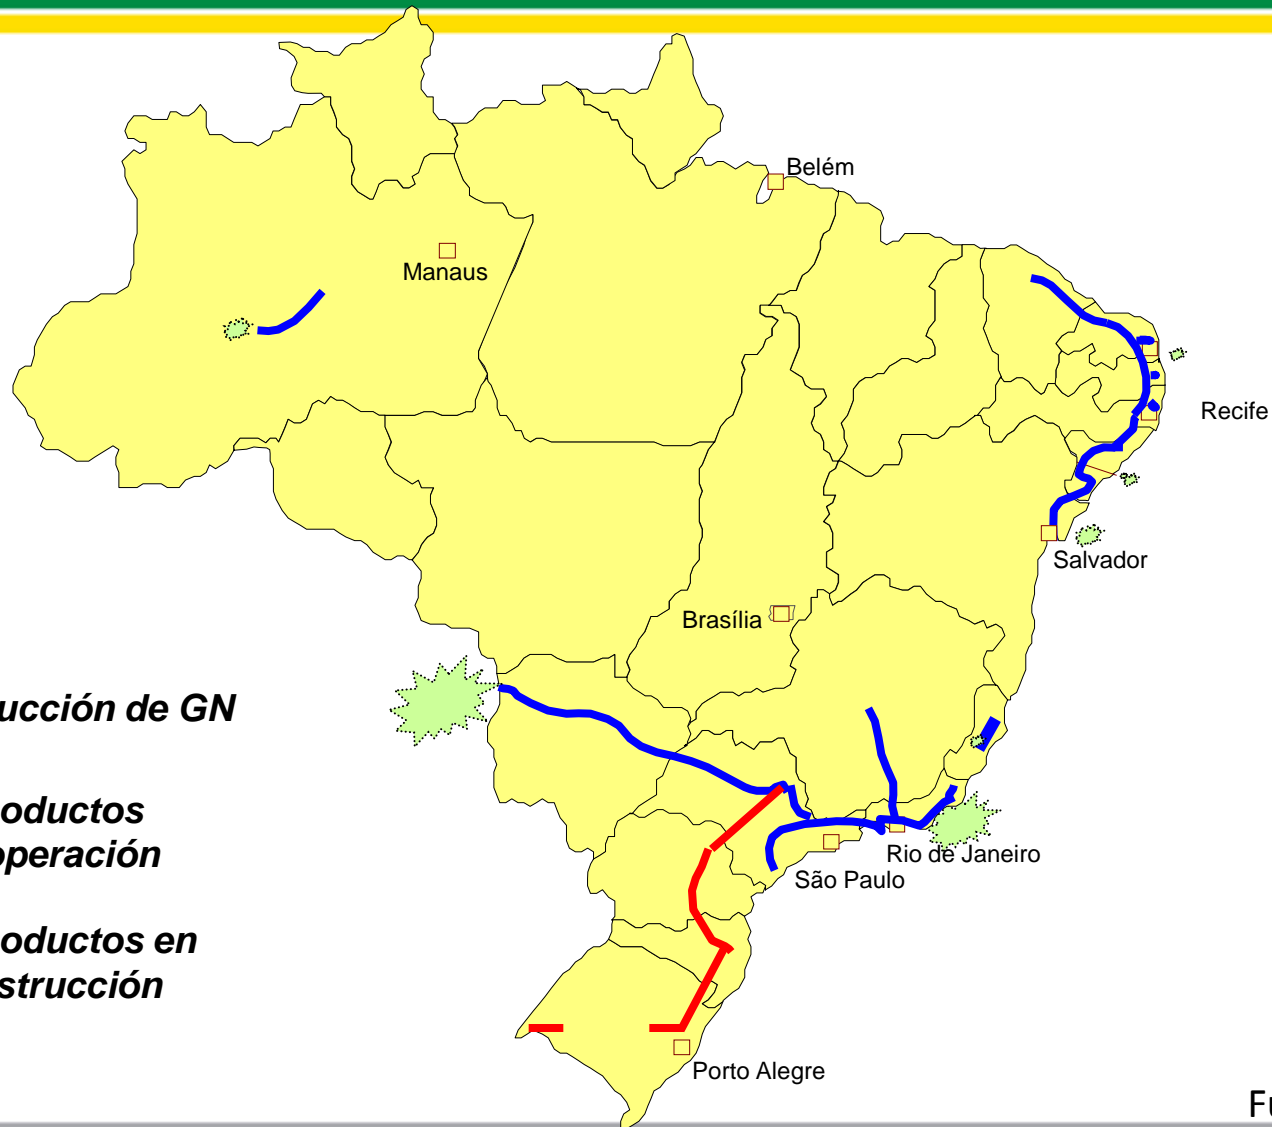 Belém
Manaus
Recife
Salvador
Brasília
ucción de GN
oductos
operación
Rio de Janeiro
São Paulo
oductos en
strucción
Porto Alegre
Fu